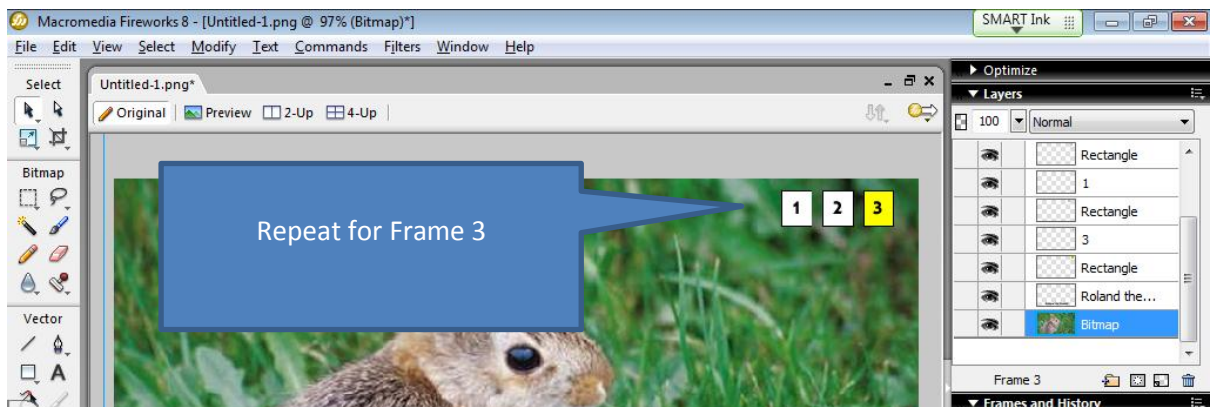 Macromedia Fireworks 8 - [Untitled-1.png @ 97% (Bitmap)*]
SMART Ink
File Edit View Select Modify Text Commands Filters Window Help
Select
Untitled-1.png*
Original Preview 2-Up 4-Up
Bitmap
Vector
A
1 2 3
Repeat for Frame 3
Optimize
Layers
100 Normal
Rectangle
1
Rectangle
3
Rectangle
Roland the...
Bitmap
Frame 3
Frames and History